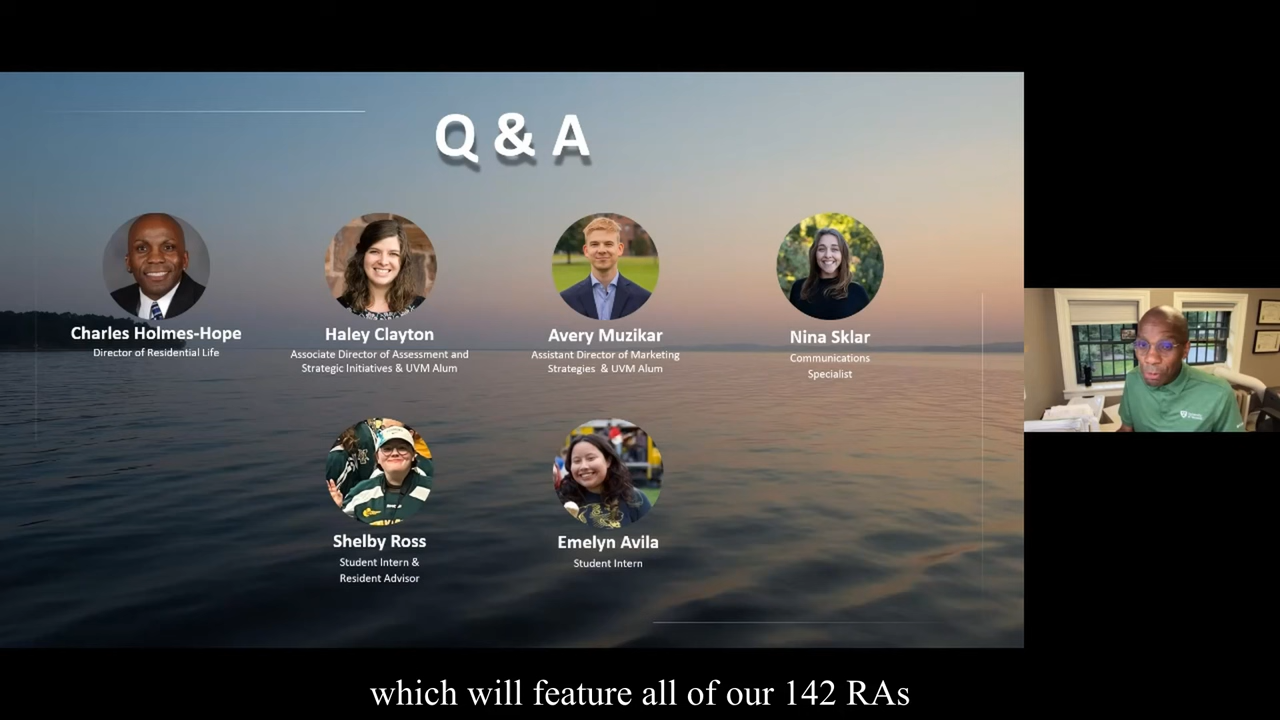 Q & A
Charles Holmes-Hope
Director of Residential Life
Haley Clayton
Associate Director of Assessment and
Strategic Initiatives & UVM Alum
Avery Muzikar
Assistant Director of Marketing
Strategies & UVM Alum
Nina Sklar
Communications
Specialist
Shelby Ross
Student Intern &
Resident Advisor
Emelyn Avila
Student Intern
which will feature all of our 142 RAs